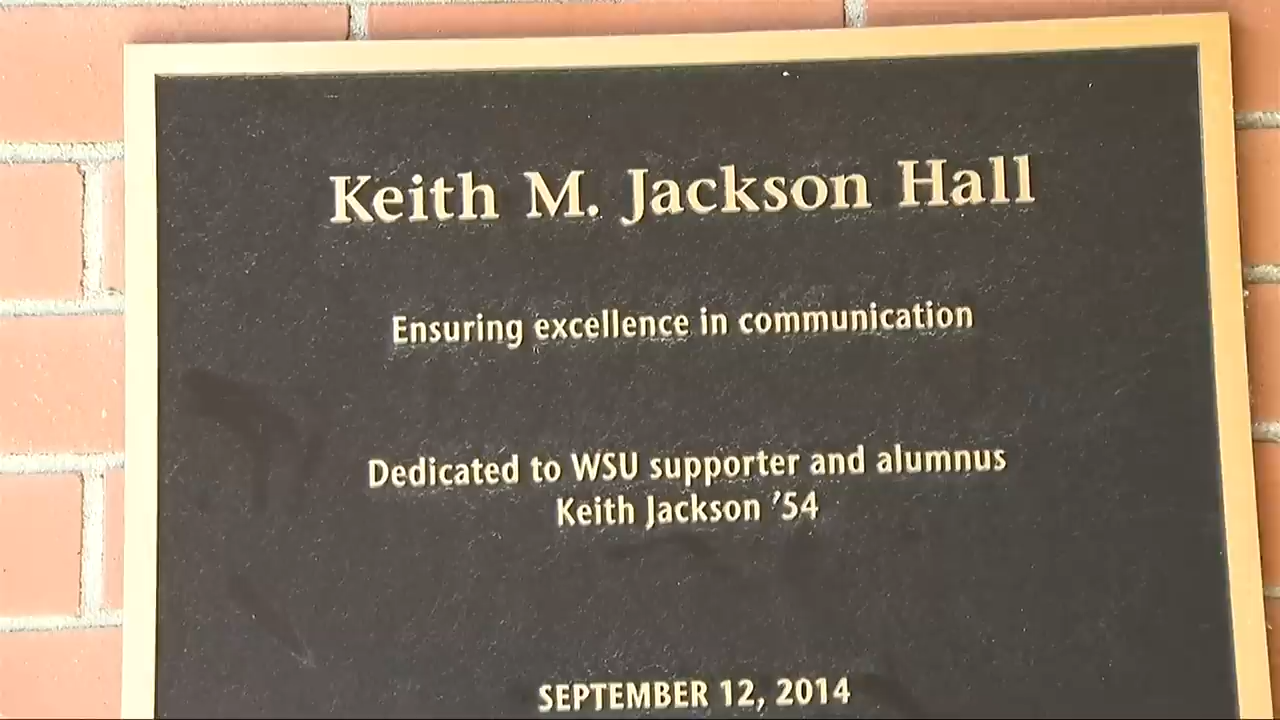 Keith M. Jackson Hall
Ensuring excellence in communication
Dedicated to WSU supporter and alumnus
Keith Jackson ’54
SEPTEMBER 12, 2014